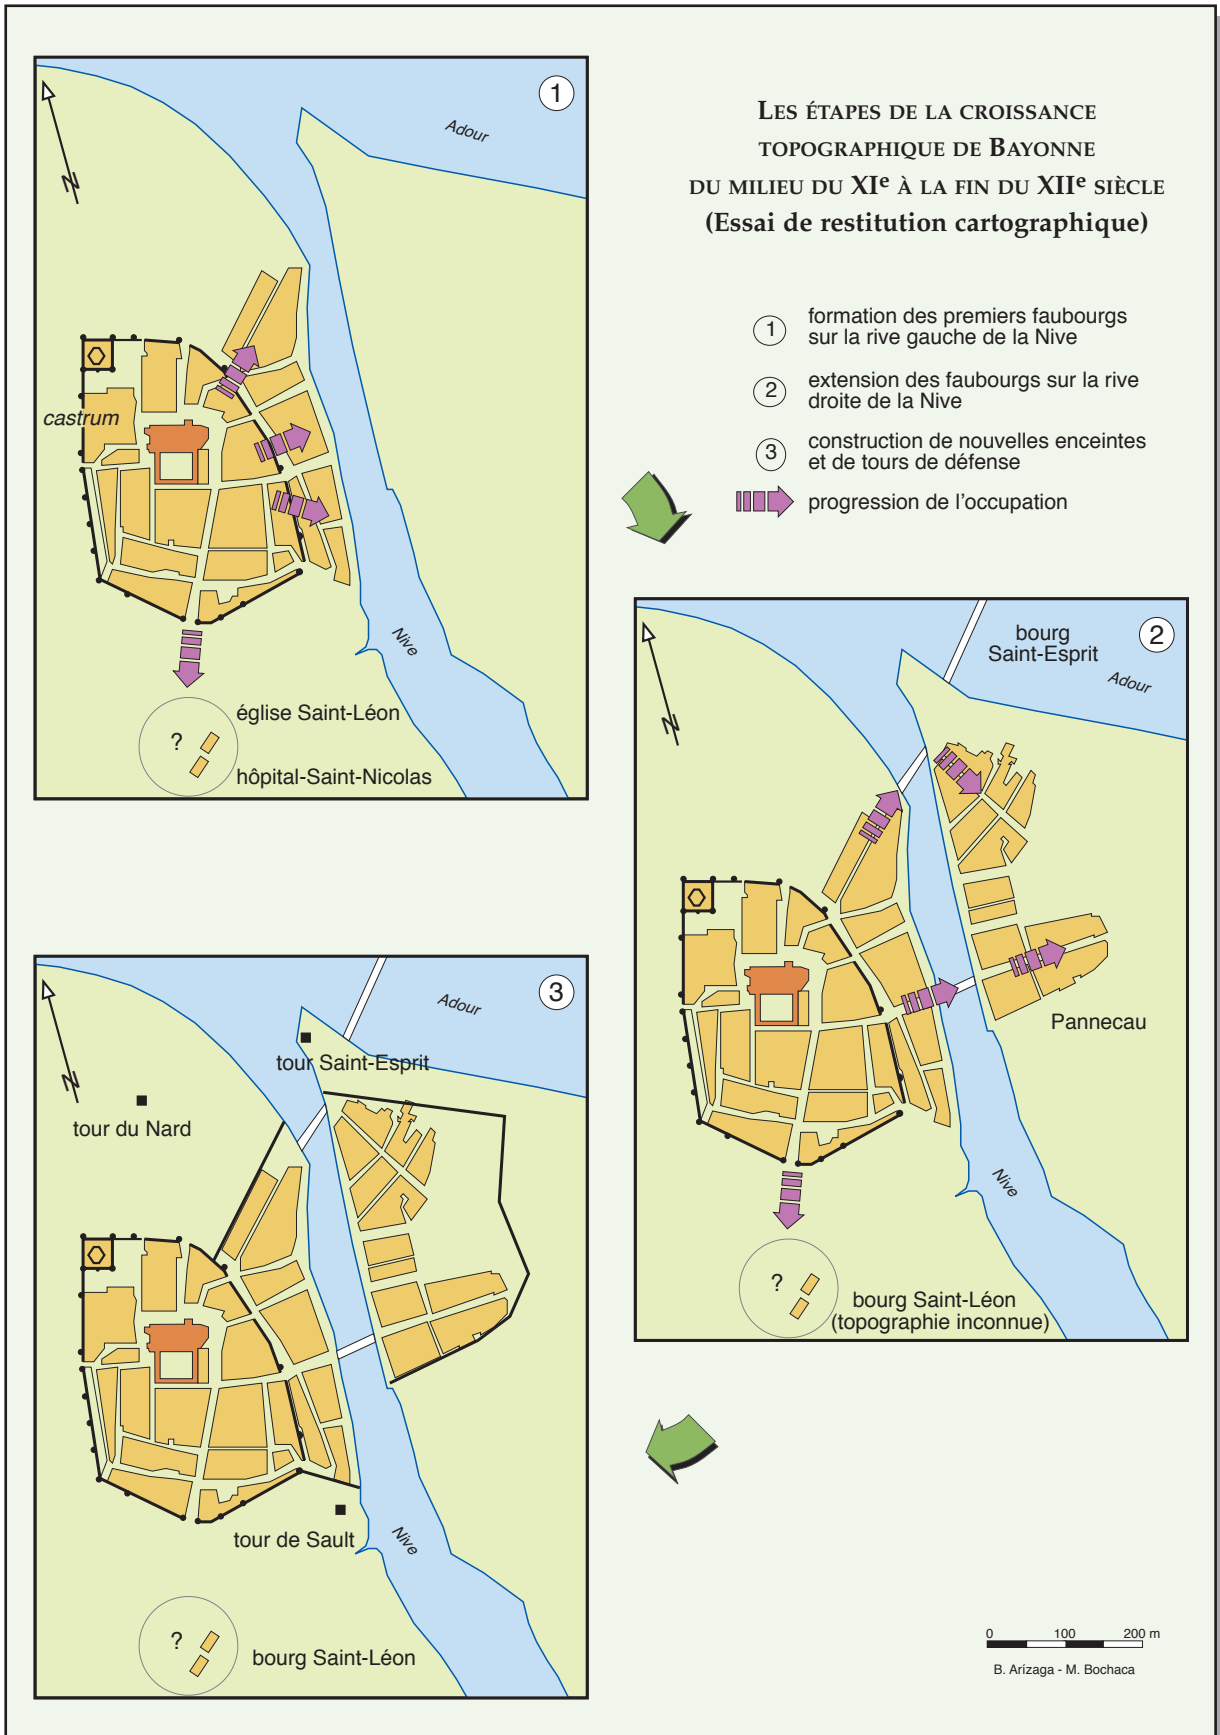 LES ÉTAPES DE LA CROISSANCE
TOPOGRAPHIQUE DE BAYONNE
DU MILIEU DU XIe À LA FIN DU XIIe SIÈCLE
(Essai de restitution cartographique)
1
formation des premiers faubourgs
sur la rive gauche de la Nive
2
extension des faubourgs sur la rive
droite de la Nive
3
construction de nouvelles enceintes
et de tours de défense
progression de l'occupation
1
Adour
N
castrum
Nive
église Saint-Léon
?
hôpital-Saint-Nicolas
2
bourg
Saint-Esprit
Adour
N
Pannecau
Nive
?
bourg Saint-Léon
(topographie inconnue)
3
Adour
N
tour Saint-Esprit
tour du Nard
tour de Sault
Nive
?
bourg Saint-Léon
0 100 200 m
B. Arízaga - M. Bochaca